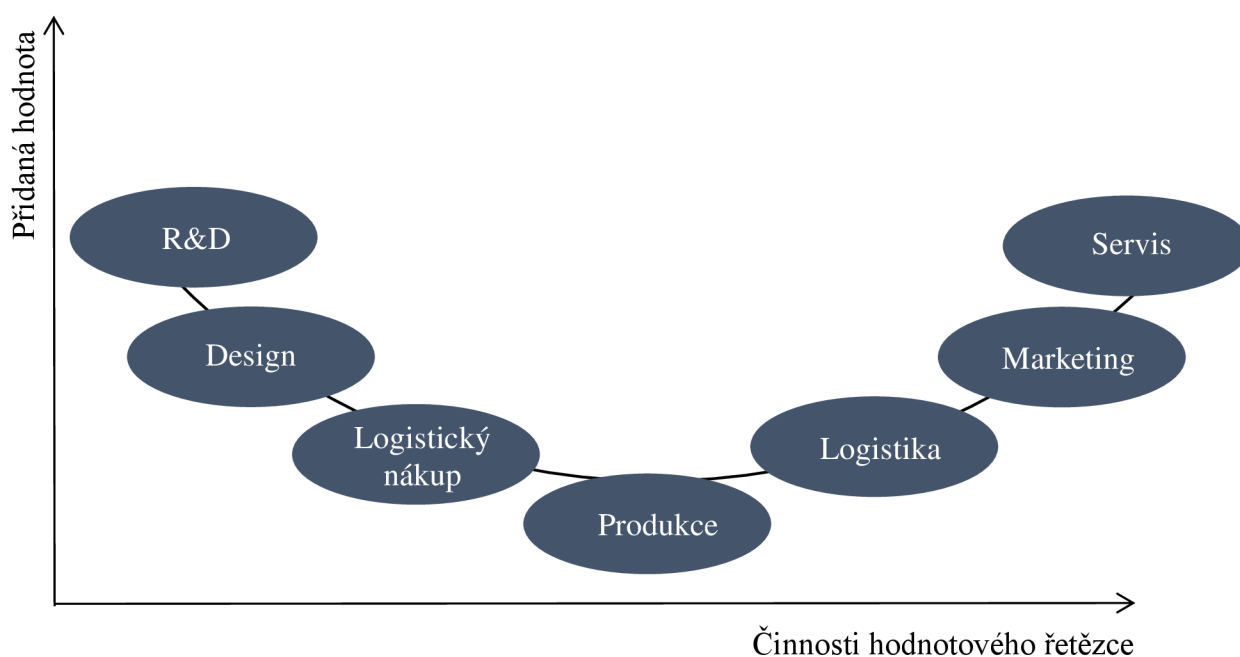 Přidaná hodnota
R&D
Servis
Design
Marketing
Logistický
nákup
Logistika
Produkce
Činnosti hodnotového řetězce